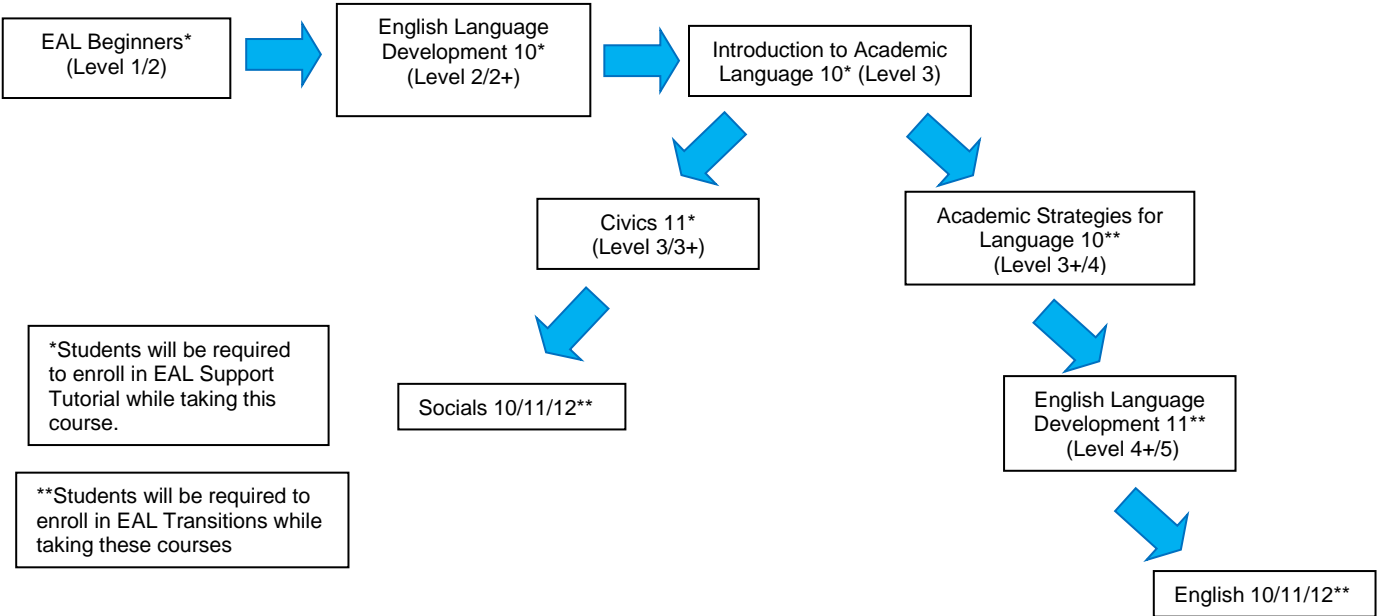 EAL Beginners*
(Level 1/2)
English Language
Development 10*
(Level 2/2+)
Introduction to Academic
Language 10* (Level 3)
Civics 11*
(Level 3/3+)
Academic Strategies for
Language 10**
(Level 3+/4)
*Students will be required
to enroll in EAL Support
Tutorial while taking this
course.
Socials 10/11/12**
English Language
Development 11**
(Level 4+/5)
**Students will be required to
enroll in EAL Transitions while
taking these courses
English 10/11/12**